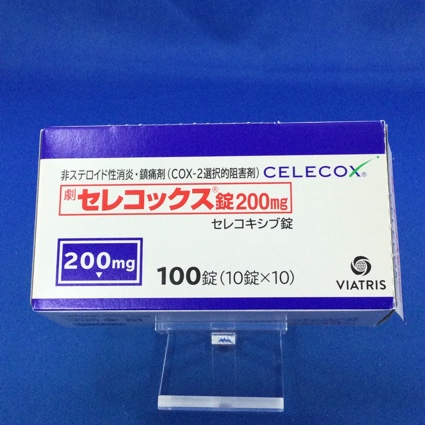 非ステロイド性消炎・鎮痛剤(COX-2選択的阻害剤) CELECOX®
劇 セレコックス®錠200mg
セレコキシブ錠
200mg
100錠(10錠×10)
VIATRIS